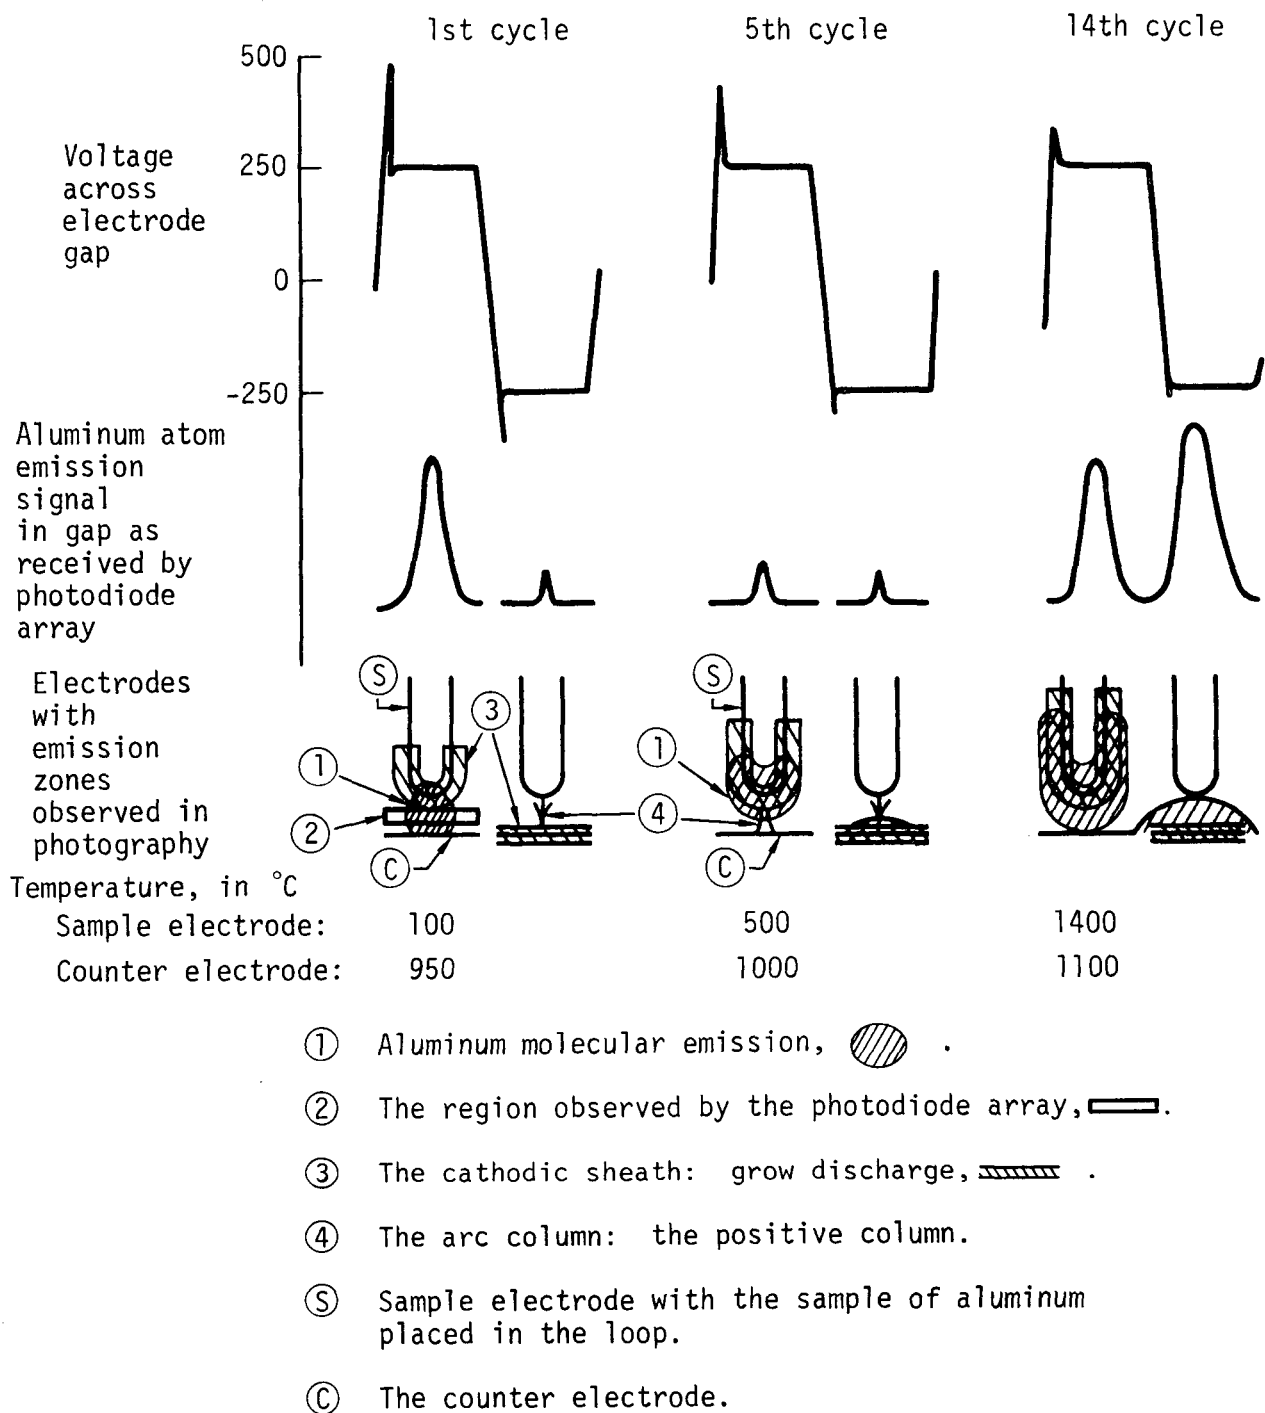 1st cycle 5th cycle 14th cycle
500
250
0
-250
Voltage
across
electrode
gap
Aluminum atom
emission
signal
in gap as
received by
photodiode
array
Electrodes
with
emission
zones
observed in
photography
S
3
1
2
C
4
S
1
C
Temperature, in °C
Sample electrode: 100 500 1400
Counter electrode: 950 1000 1100
1 Aluminum molecular emission, .
2 The region observed by the photodiode array, .
3 The cathodic sheath: grow discharge, .
4 The arc column: the positive column.
S Sample electrode with the sample of aluminum
placed in the loop.
C The counter electrode.